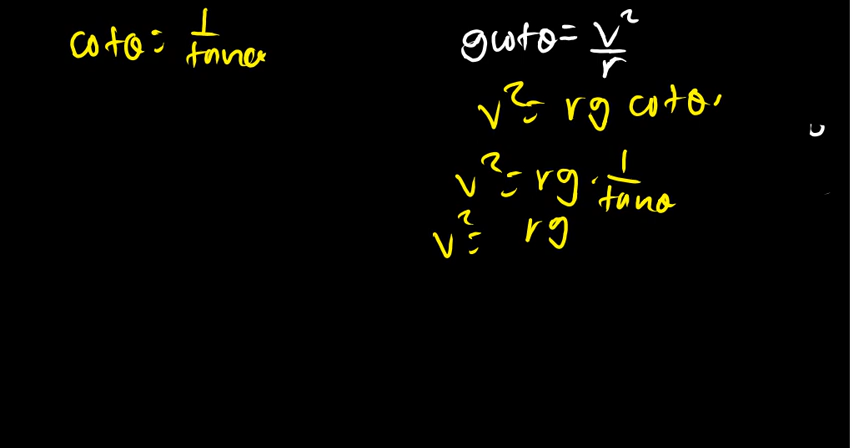 cotθ = 1/tanθ
gcotθ = v²/r
v² = rg cotθ.
v² = rg · 1/tanθ
v² = rg